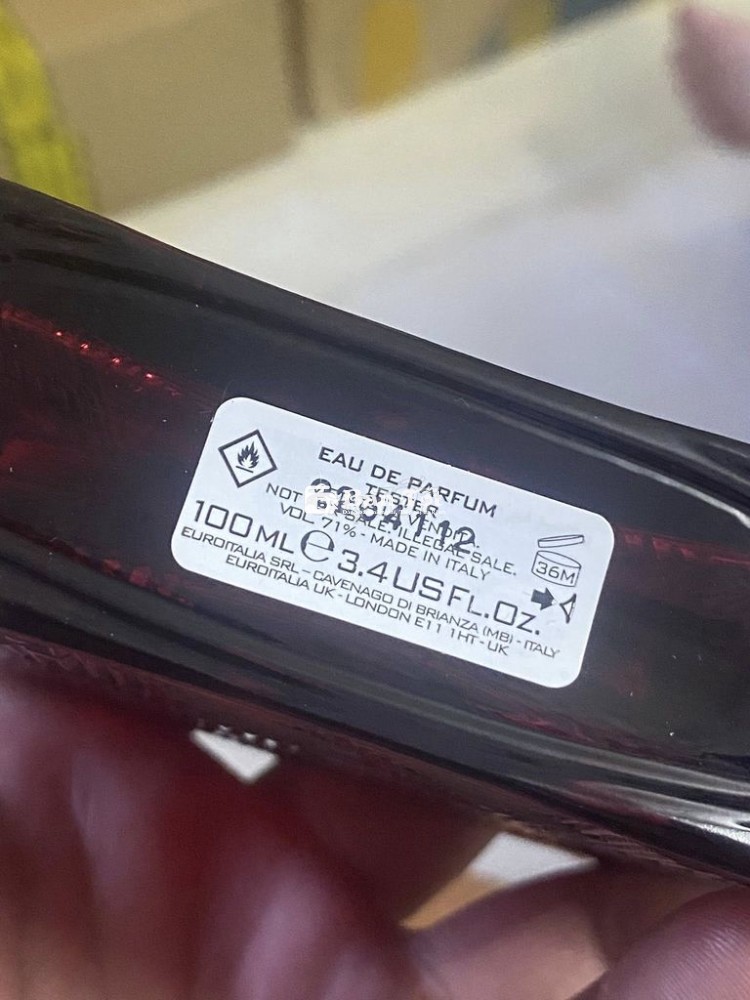 EAU DE PARFUM
TESTER
NOT FOR SALE. ILLEGAL SALE.
VOL. 71% - MADE IN ITALY
100 ML ℮ 3.4 US FL.OZ.
EUROITALIA SRL – CAVENAGO DI BRIANZA (MB) - ITALY
EUROITALIA UK - LONDON E11 1HT - UK
36M